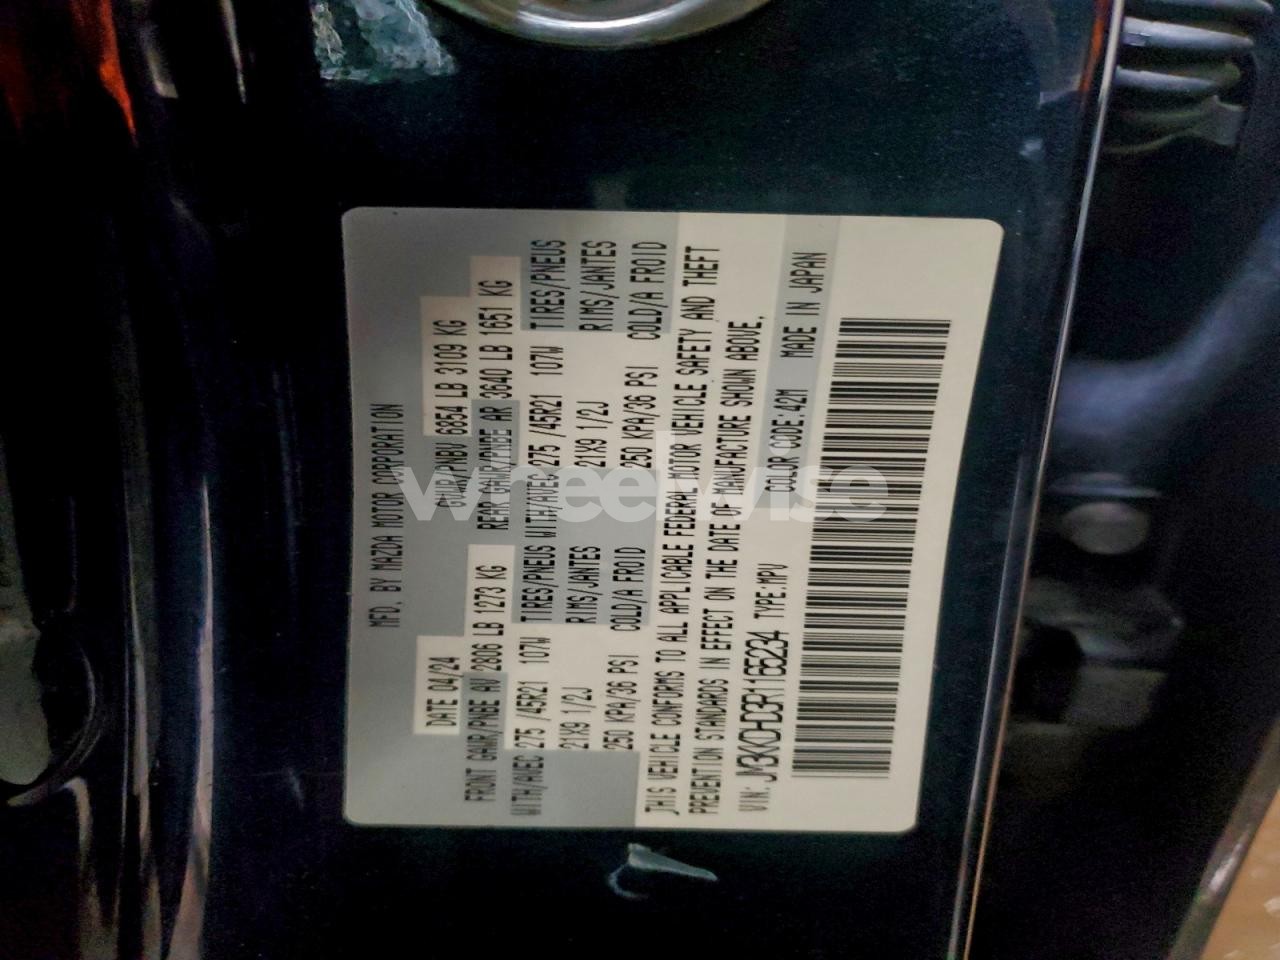 MFD. BY MAZDA MOTOR CORPORATION
DATE 04/24 GVWR/PNBV 6854 LB 3109 KG
FRONT GAWR/PNBE AV 2806 LB 1273 KG REAR GAWR/PNBE AR 3640 LB 1651 KG
WITH/AVEC 275 /45R21 107W TIRES/PNEUS WITH/AVEC 275 /45R21 107W TIRES/PNEUS
21X9 1/2J RIMS/JANTES 21X9 1/2J RIMS/JANTES
250 KPA/36 PSI COLD/A FROID 250 KPA/36 PSI COLD/A FROID
THIS VEHICLE CONFORMS TO ALL APPLICABLE FEDERAL MOTOR VEHICLE SAFETY AND THEFT
PREVENTION STANDARDS IN EFFECT ON THE DATE OF MANUFACTURE SHOWN ABOVE.
VIN: JM3KKDHD3R1165234 TYPE:MPV COLOR CODE:42M MADE IN JAPAN
wheelwise